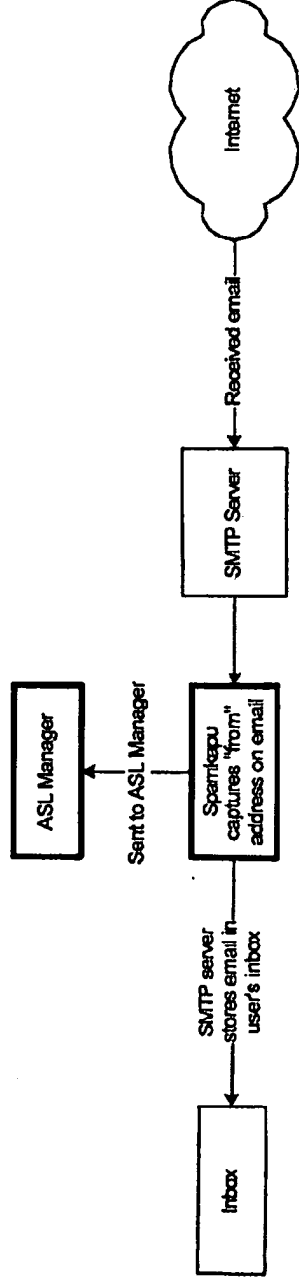 ASL Manager
Sent to ASL Manager
Inbox
SMTP server
stores email in
user's inbox
Spamkapu
captures "from"
address on email
SMTP Server
Received email
Internet